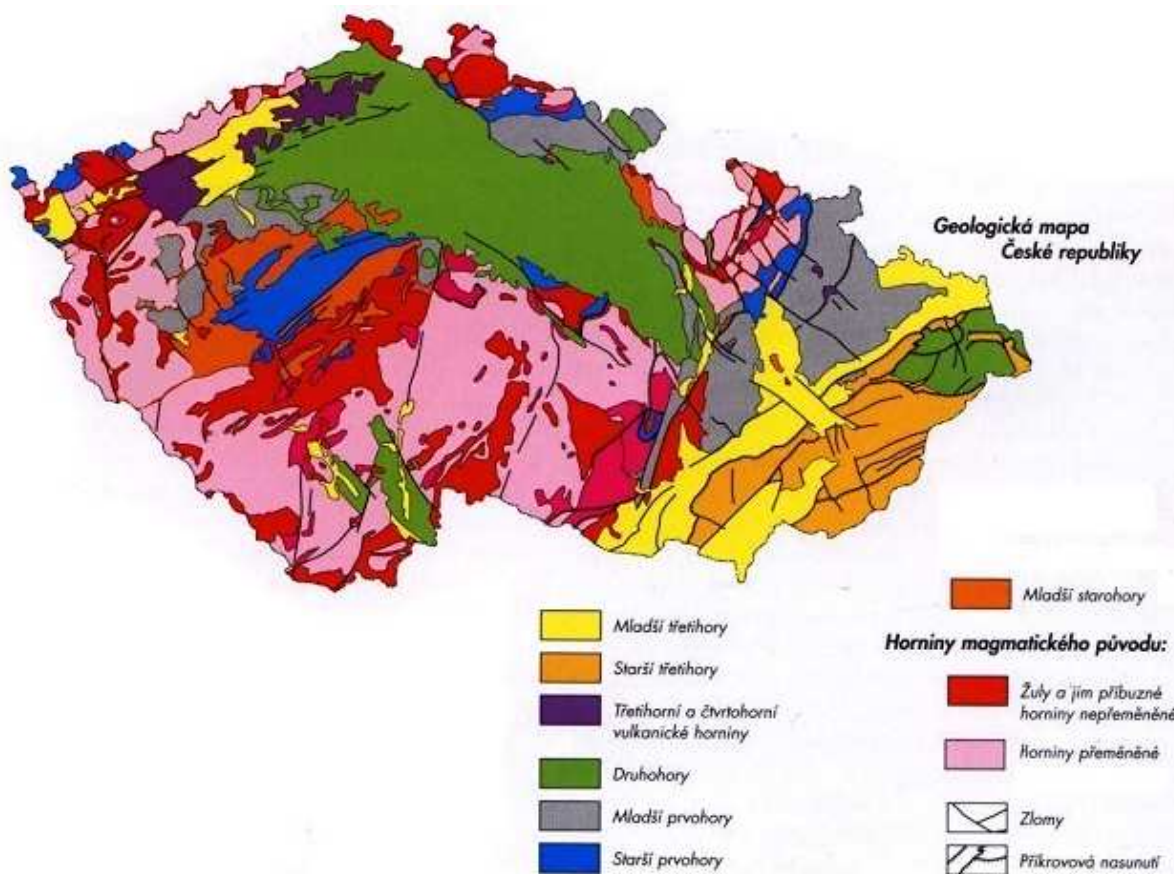 Geologická mapa
České republiky
Mladší třetihory
Starší třetihory
Třetihorní a čtvrtohorní
vulkanické horniny
Druhohory
Mladší prvohory
Starší prvohory
Mladší starohory
Horniny magmatického původu:
Žuly a jim příbuzné
horniny nepřeměněné
Horniny přeměněné
Zlomy
Příkrovová nasunutí